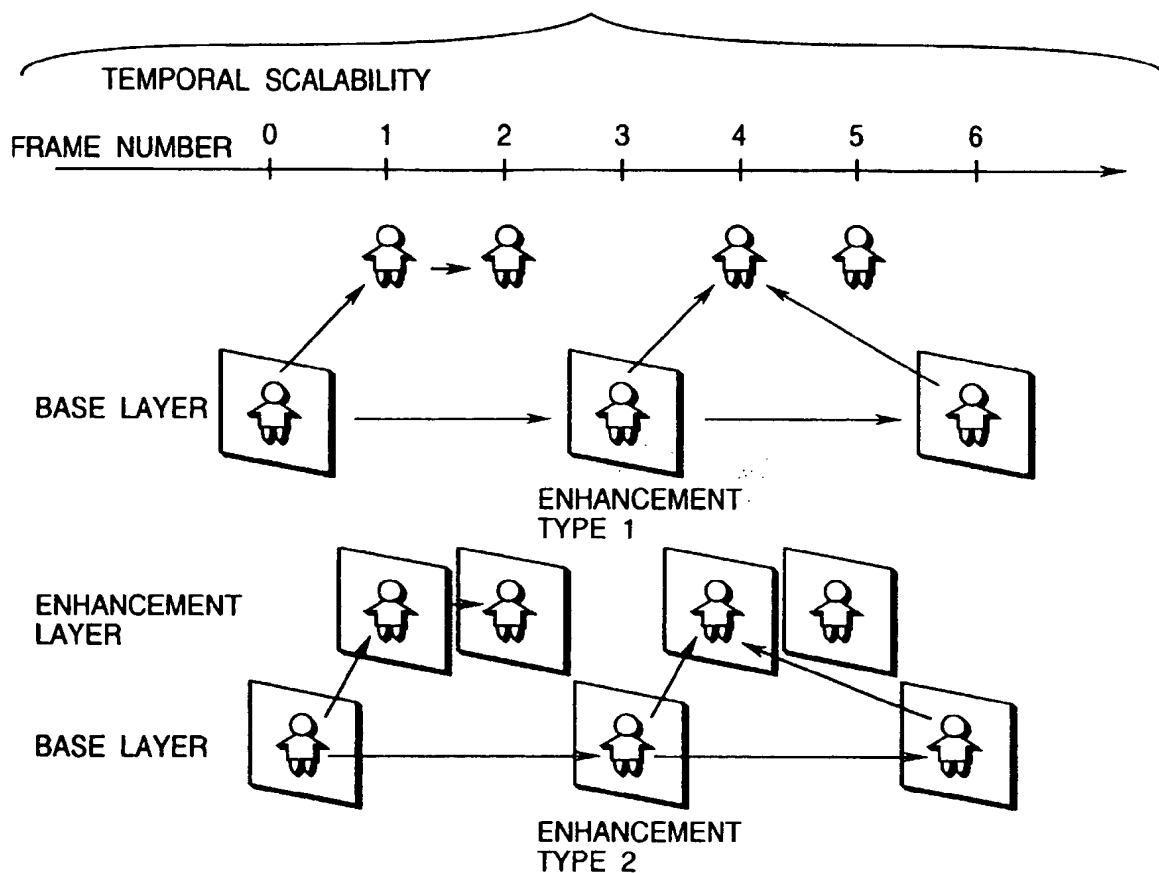 TEMPORAL SCALABILITY
FRAME NUMBER 0 1 2 3 4 5 6
BASE LAYER
ENHANCEMENT
TYPE 1
ENHANCEMENT
LAYER
BASE LAYER
ENHANCEMENT
TYPE 2